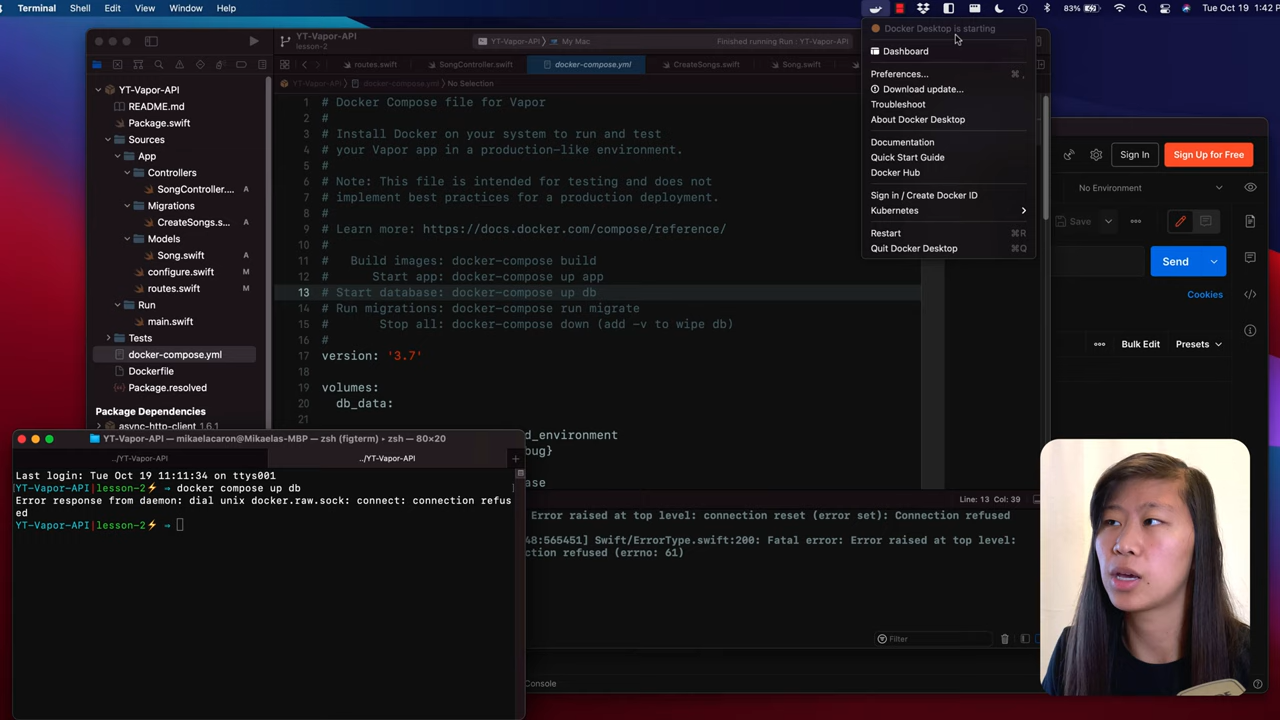 Terminal Shell Edit View Window Help
83% Tue Oct 19 1:42 P
Docker Desktop is starting
Dashboard
Preferences... ⌘ ,
Download update...
Troubleshoot
About Docker Desktop
Documentation
Quick Start Guide
Docker Hub
Sign in / Create Docker ID
Kubernetes
Restart ⌘R
Quit Docker Desktop ⌘Q
YT-Vapor-API
lesson-2
YT-Vapor-API My Mac
Finished running Run : YT-Vapor-API
routes.swift SongController.swift docker-compose.yml CreateSongs.swift Song.swift
YT-Vapor-API docker-compose.yml No Selection
YT-Vapor-API
README.md
Package.swift
Sources
App
Controllers
SongController.... A
Migrations
CreateSongs.s... A
Models
Song.swift A
configure.swift M
routes.swift M
Run
main.swift
Tests
docker-compose.yml
Dockerfile
Package.resolved
Package Dependencies
async-http-client 1.6.1
1 # Docker Compose file for Vapor
2 #
3 # Install Docker on your system to run and test
4 # your Vapor app in a production-like environment.
5 #
6 # Note: This file is intended for testing and does not
7 # implement best practices for a production deployment.
8 #
9 # Learn more: https://docs.docker.com/compose/reference/
10 #
11 # Build images: docker-compose build
12 # Start app: docker-compose up app
13 # Start database: docker-compose up db
14 # Run migrations: docker-compose run migrate
15 # Stop all: docker-compose down (add -v to wipe db)
16 #
17 version: '3.7'
18
19 volumes:
20 db_data:
21
d_environment
bug}
ase
Line: 13 Col: 39
Error raised at top level: connection reset (error set): Connection refused
48:565451] Swift/ErrorType.swift:200: Fatal error: Error raised at top level:
ction refused (errno: 61)
Filter
Console
Sign In Sign Up for Free
No Environment
Save
Send
Cookies
Bulk Edit Presets
YT-Vapor-API — mikaelacaron@Mikaelas-MBP — zsh (figterm) ▸ zsh — 80×20
../YT-Vapor-API ../YT-Vapor-API
Last login: Tue Oct 19 11:11:34 on ttys001
YT-Vapor-API|lesson-2⚡ ⇒ docker compose up db
Error response from daemon: dial unix docker.raw.sock: connect: connection refus
ed
YT-Vapor-API|lesson-2⚡ ⇒